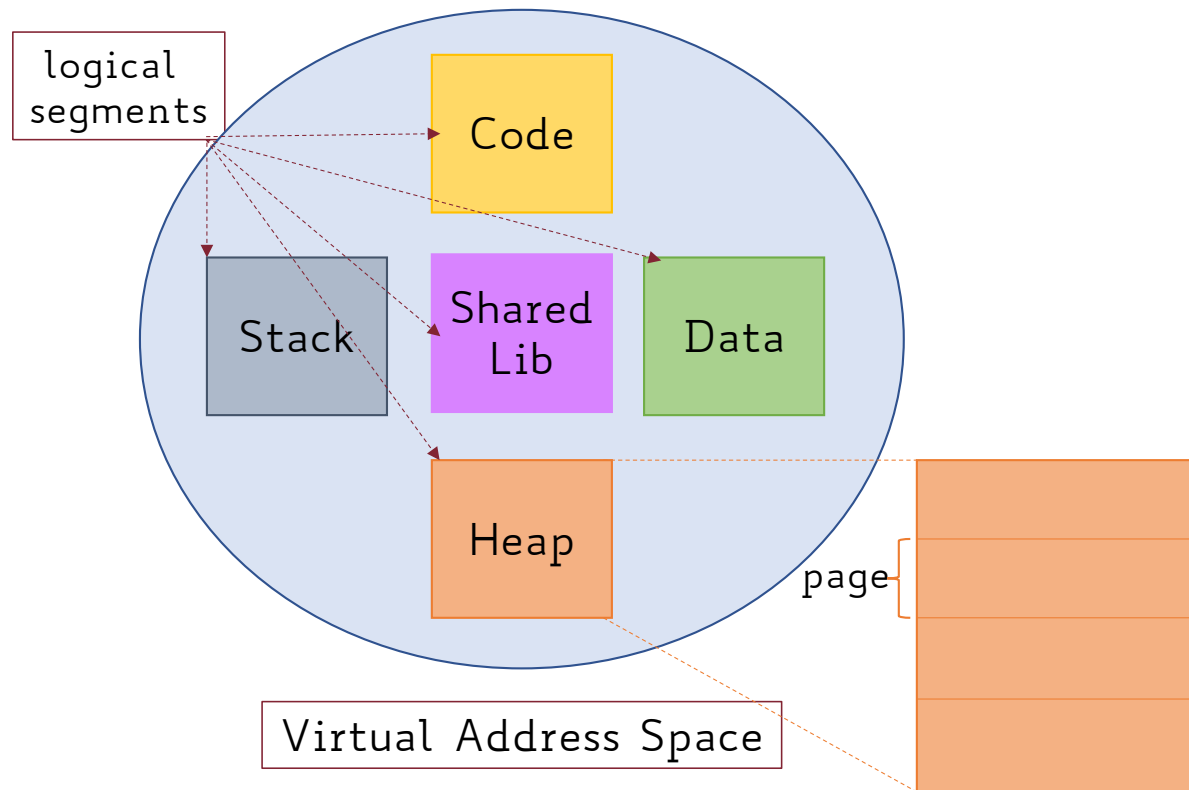 logical
segments
Code
Stack
Shared
Lib
Data
Heap
page
Virtual Address Space